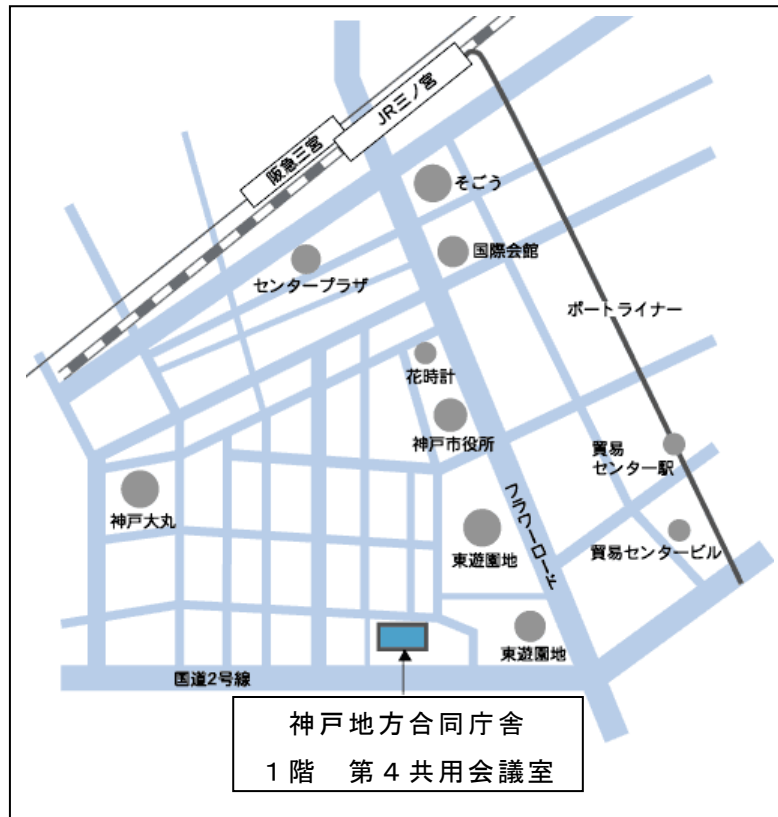 JR三ノ宮
阪急三宮
そごう
国際会館
センタープラザ
ポートライナー
花時計
神戸市役所
貿易
センター駅
神戸大丸
フラワーロード
東遊園地
貿易センタービル
東遊園地
国道2号線
神戸地方合同庁舎
１階　第４共用会議室